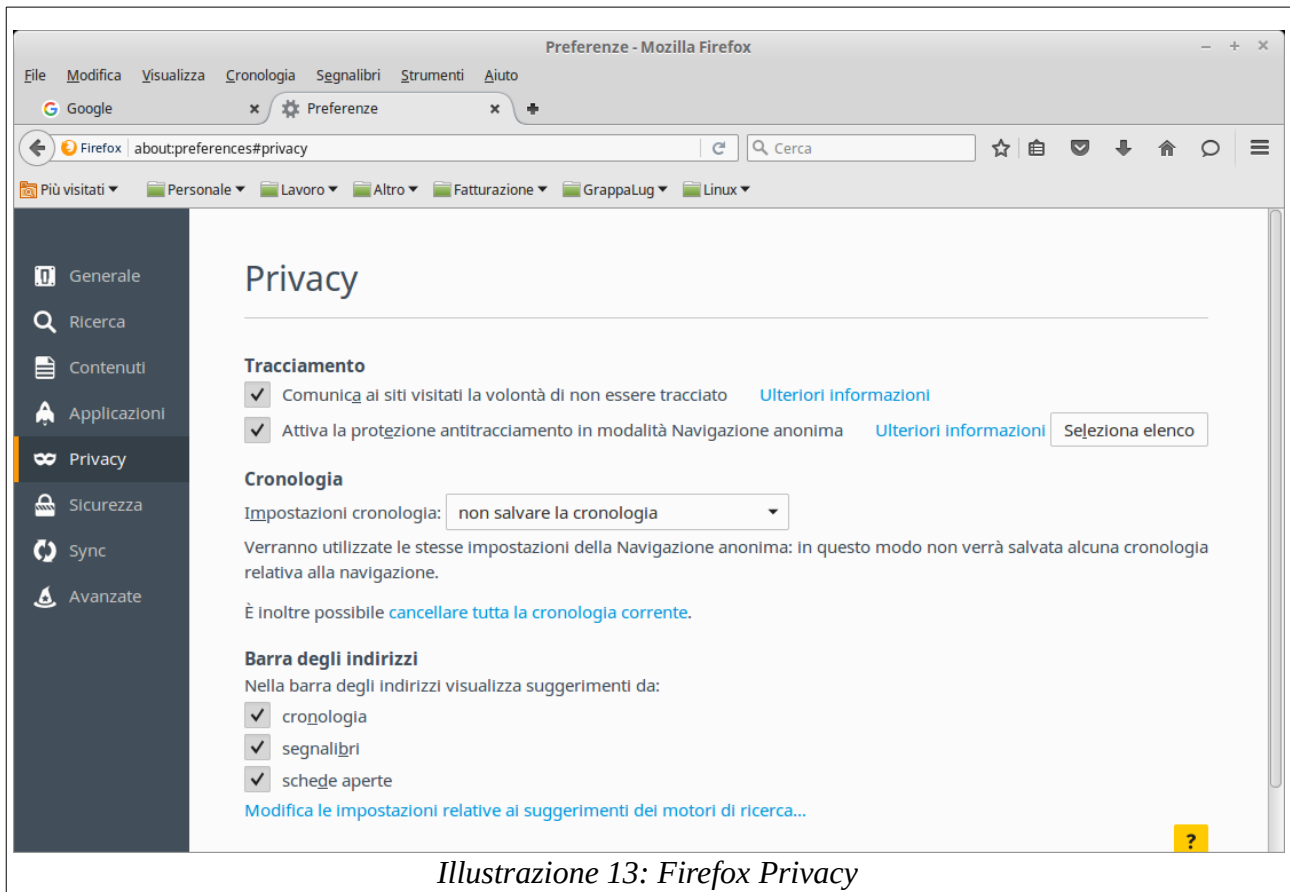 Preferenze - Mozilla Firefox
File Modifica Visualizza Cronologia Segnalibri Strumenti Aiuto
Google Preferenze
Firefox about:preferences#privacy Cerca
Più visitati Personale Lavoro Altro Fatturazione GrappaLug Linux
Generale
Ricerca
Contenuti
Applicazioni
Privacy
Sicurezza
Sync
Avanzate
Privacy
Tracciamento
Comunica ai siti visitati la volontà di non essere tracciato Ulteriori informazioni
Attiva la protezione antitracciamento in modalità Navigazione anonima Ulteriori informazioni Seleziona elenco
Cronologia
Impostazioni cronologia: non salvare la cronologia
Verranno utilizzate le stesse impostazioni della Navigazione anonima: in questo modo non verrà salvata alcuna cronologia
relativa alla navigazione.
È inoltre possibile cancellare tutta la cronologia corrente.
Barra degli indirizzi
Nella barra degli indirizzi visualizza suggerimenti da:
cronologia
segnalibri
schede aperte
Modifica le impostazioni relative ai suggerimenti dei motori di ricerca...
?
Illustrazione 13: Firefox Privacy